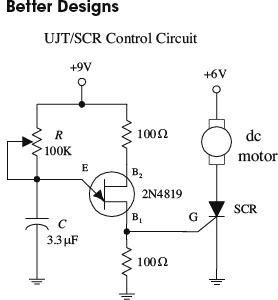 Better Designs
UJT/SCR Control Circuit
+9V
+6V
R
100K
100Ω
dc
motor
E
B2
2N4819
B1
G
SCR
C
3.3µF
100Ω